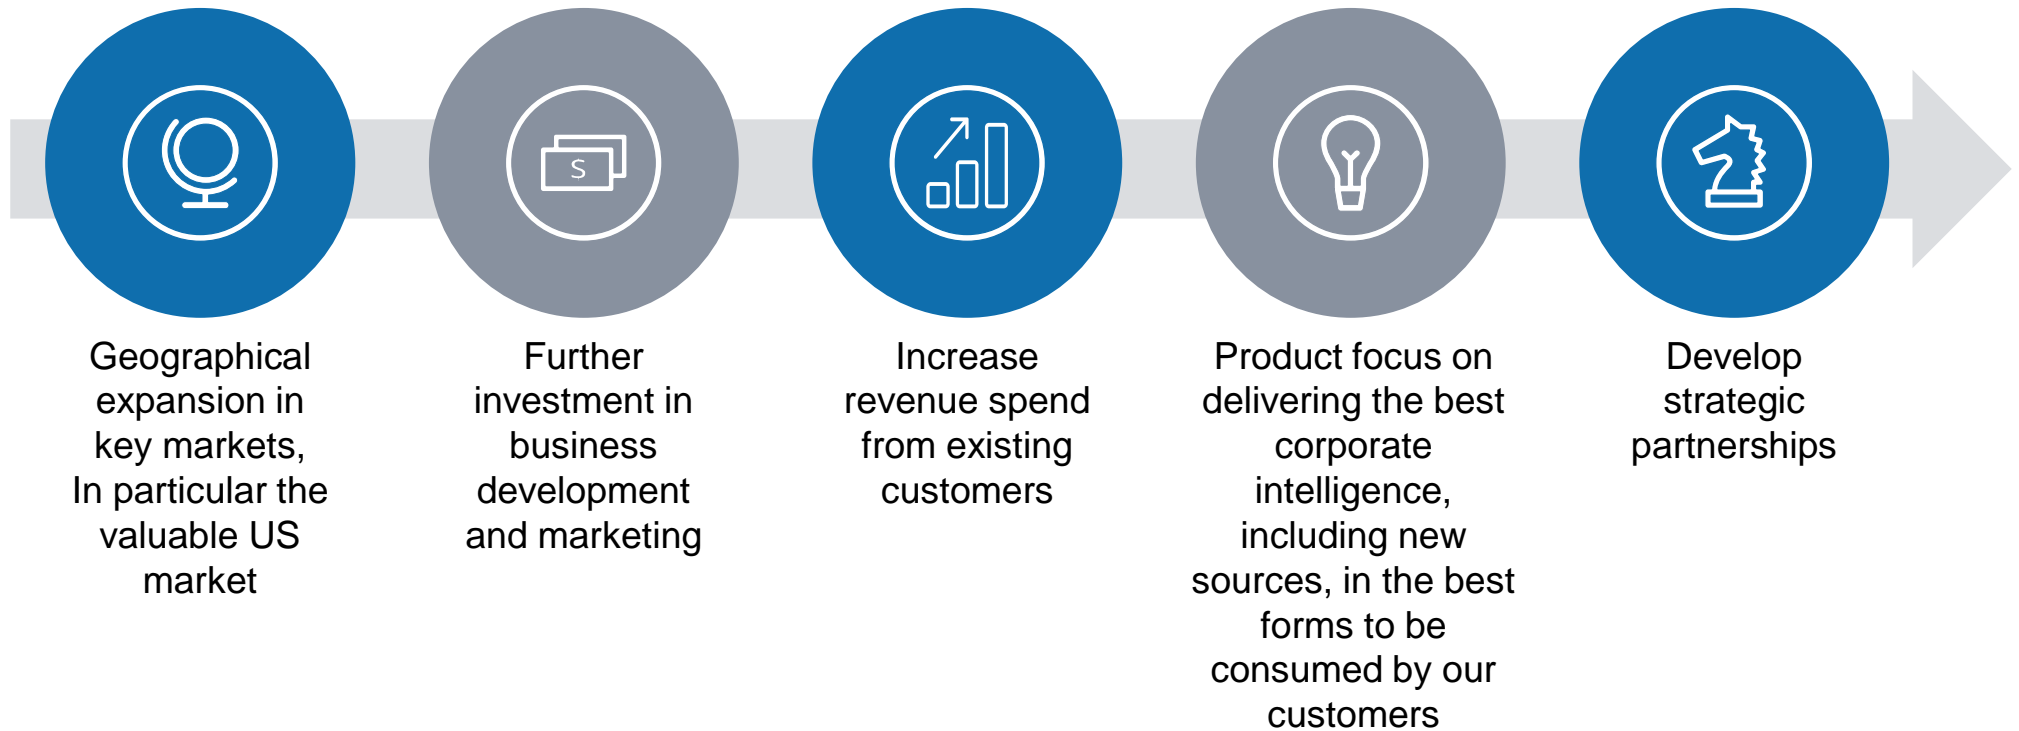 $
Geographical
expansion in
key markets,
In particular the
valuable US
market
Further
investment in
business
development
and marketing
Increase
revenue spend
from existing
customers
Product focus on
delivering the best
corporate
intelligence,
including new
sources, in the best
forms to be
consumed by our
customers
Develop
strategic
partnerships